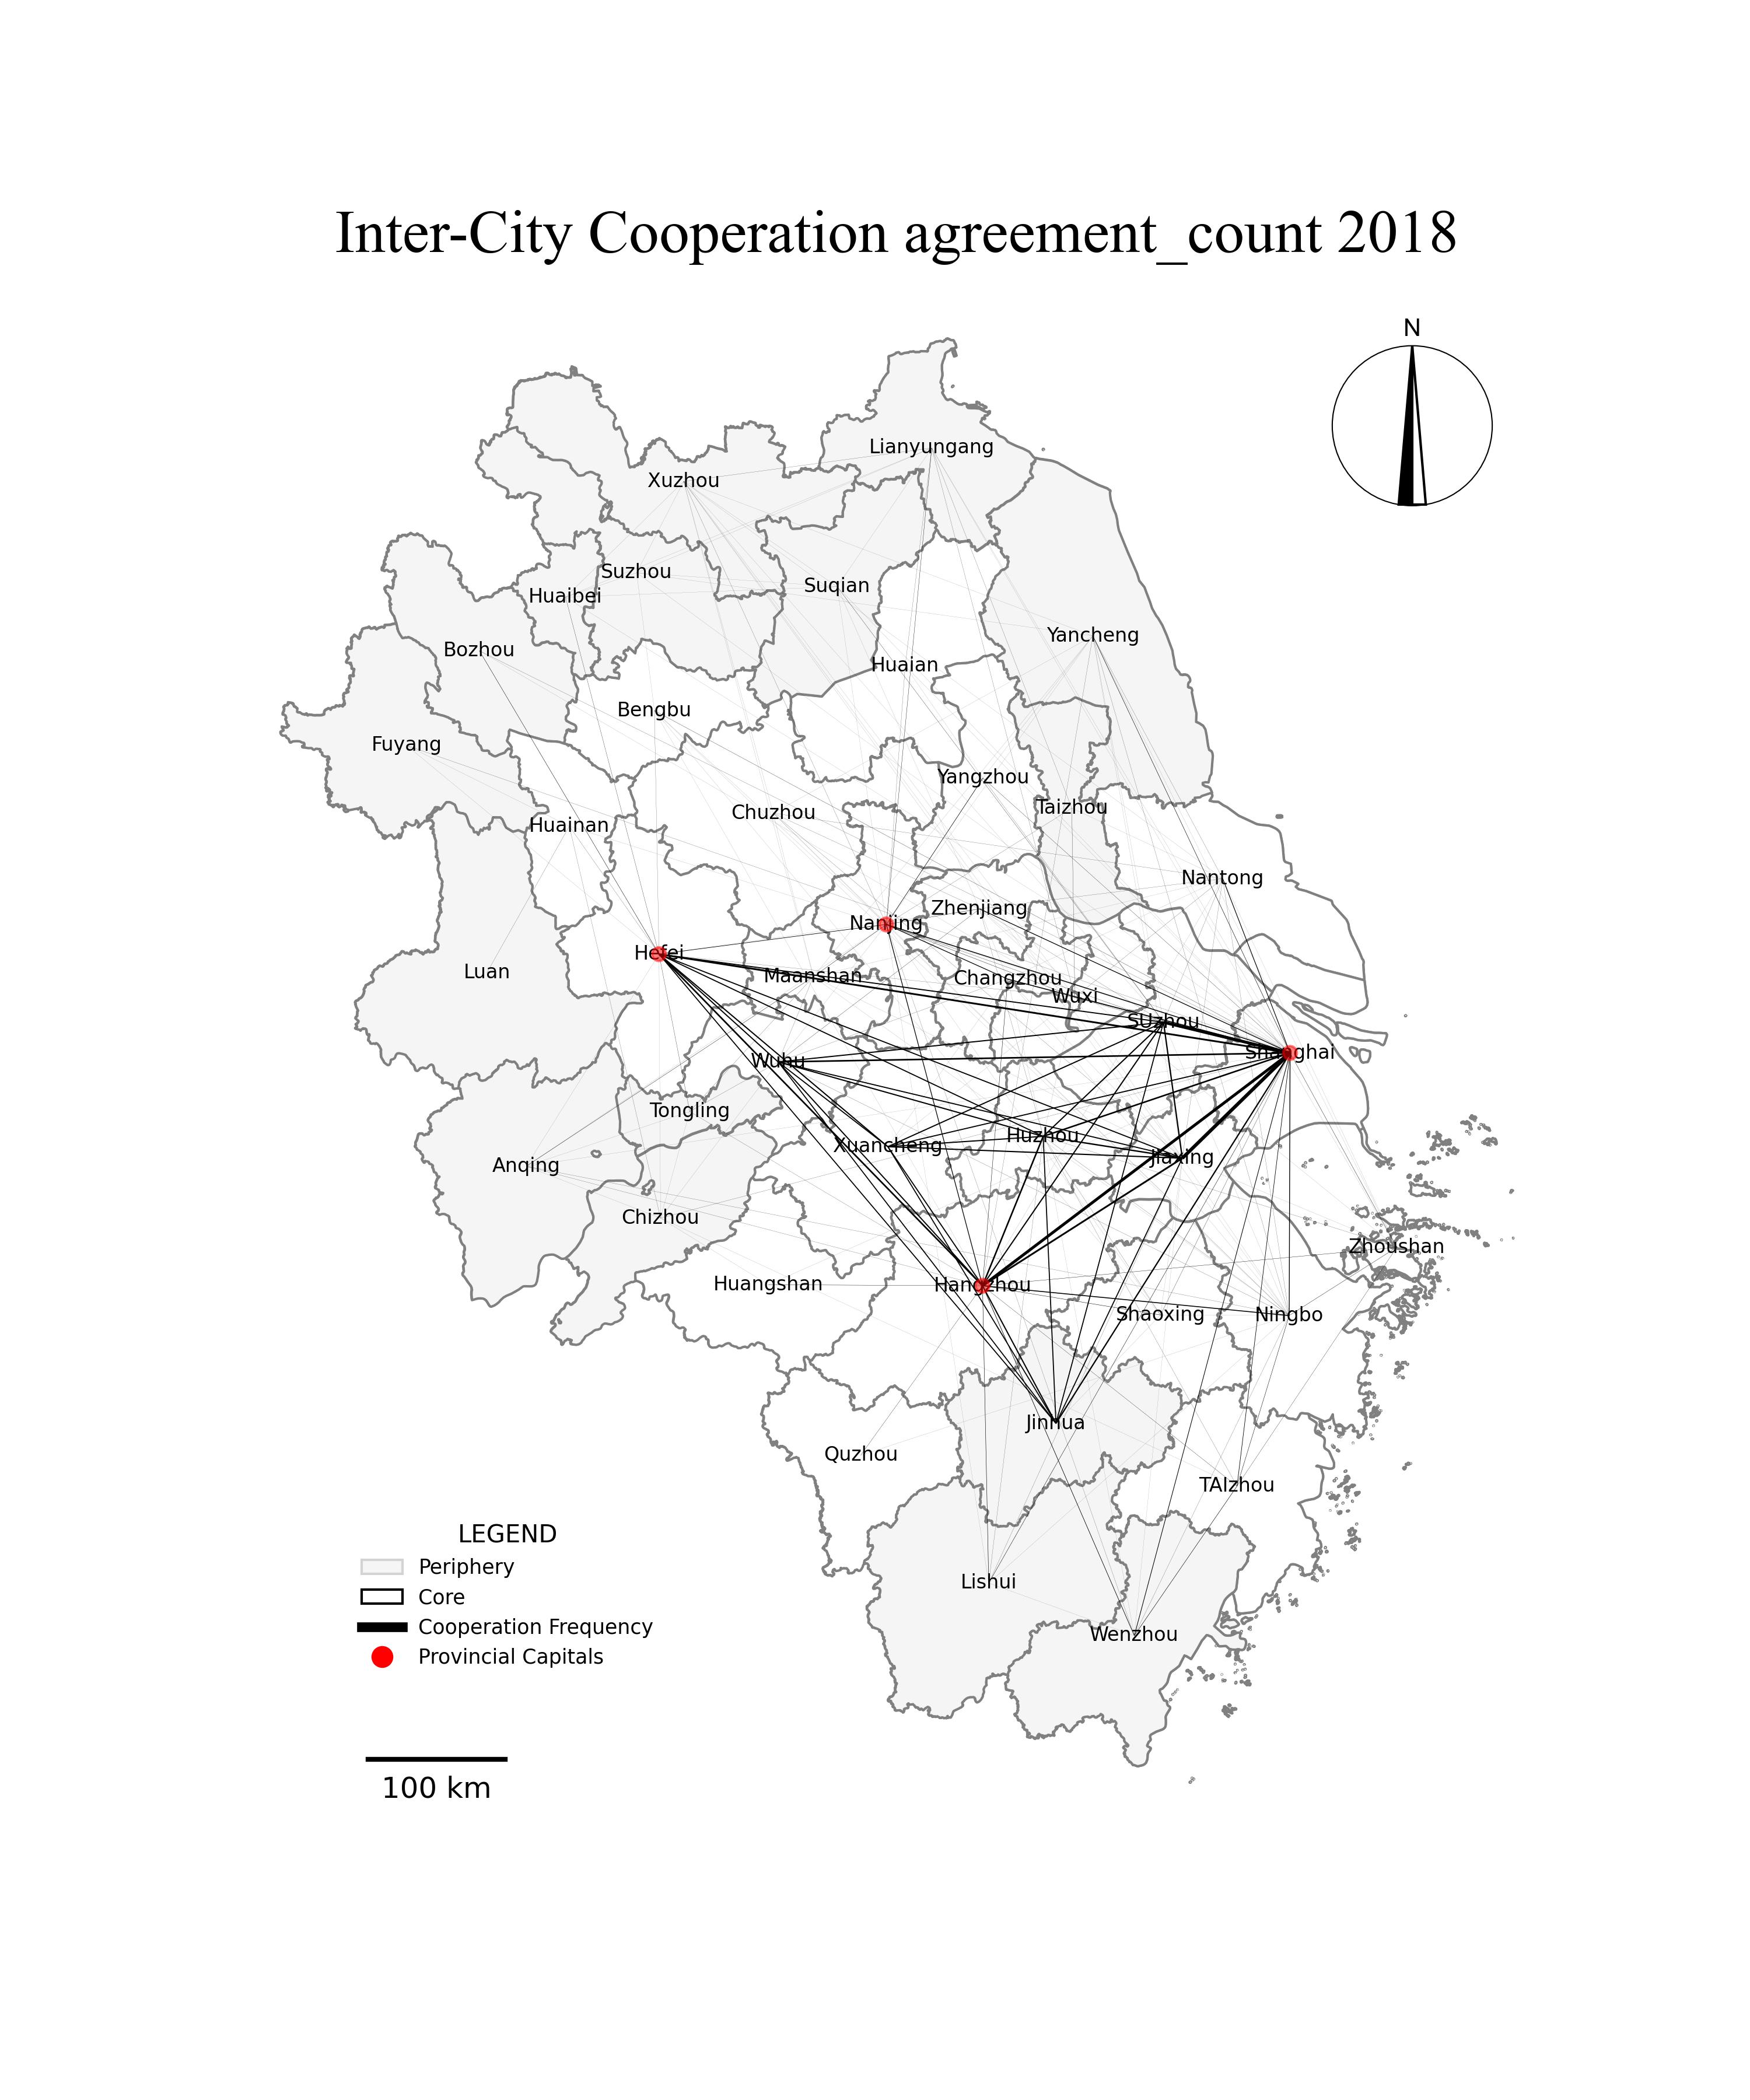 Inter-City Cooperation agreement_count 2018
N
Lianyungang
Xuzhou
Suzhou
Suqian
Huaibei
Yancheng
Bozhou
Huaian
Bengbu
Fuyang
Yangzhou
Taizhou
Chuzhou
Huainan
Nantong
Zhenjiang
Nanjing
Hefei
Luan
Maanshan
Changzhou
Wuxi
SUzhou
Shanghai
Wuhu
Tongling
Huzhou
Xuancheng
Jiaxing
Anqing
Chizhou
Zhoushan
Huangshan
Hangzhou
Shaoxing
Ningbo
Jinhua
Quzhou
TAIzhou
Lishui
Wenzhou
LEGEND
Periphery
Core
Cooperation Frequency
Provincial Capitals
100 km